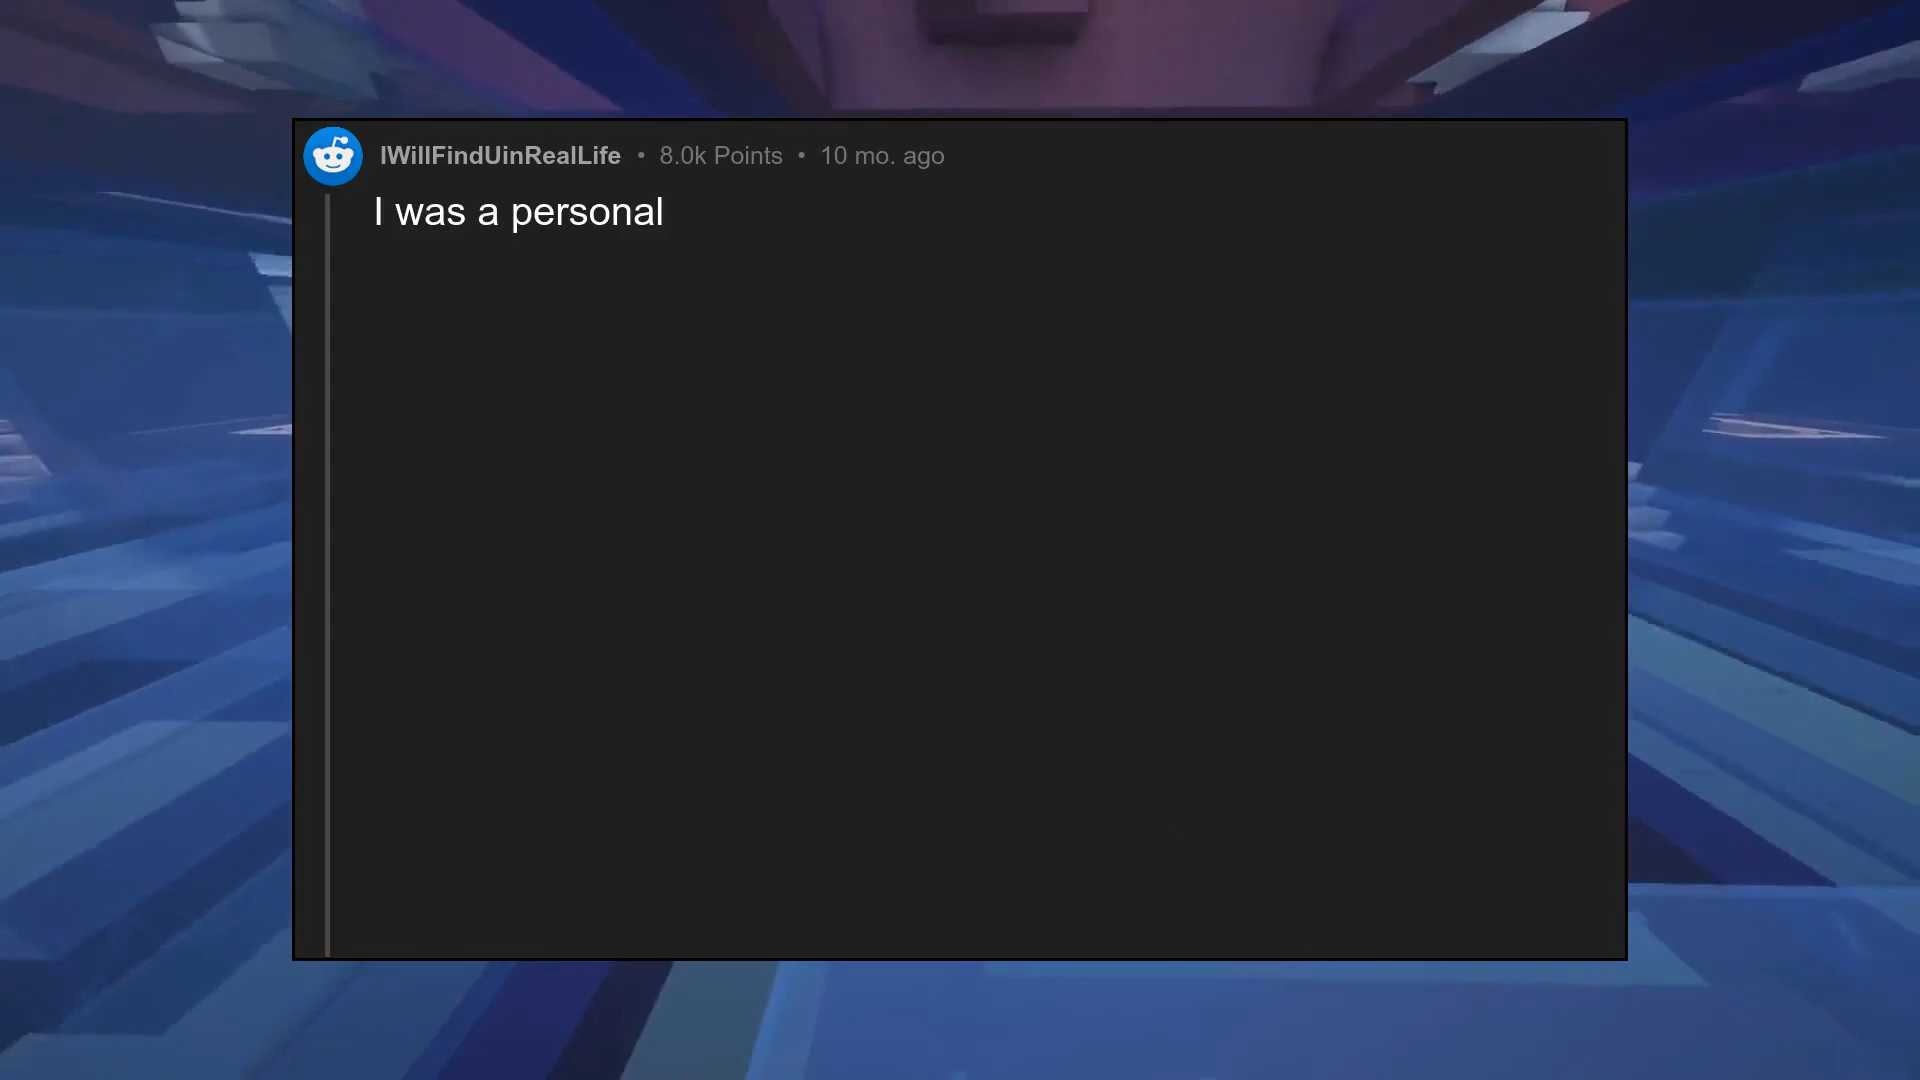 IWillFindUinRealLife • 8.0k Points • 10 mo. ago
I was a personal